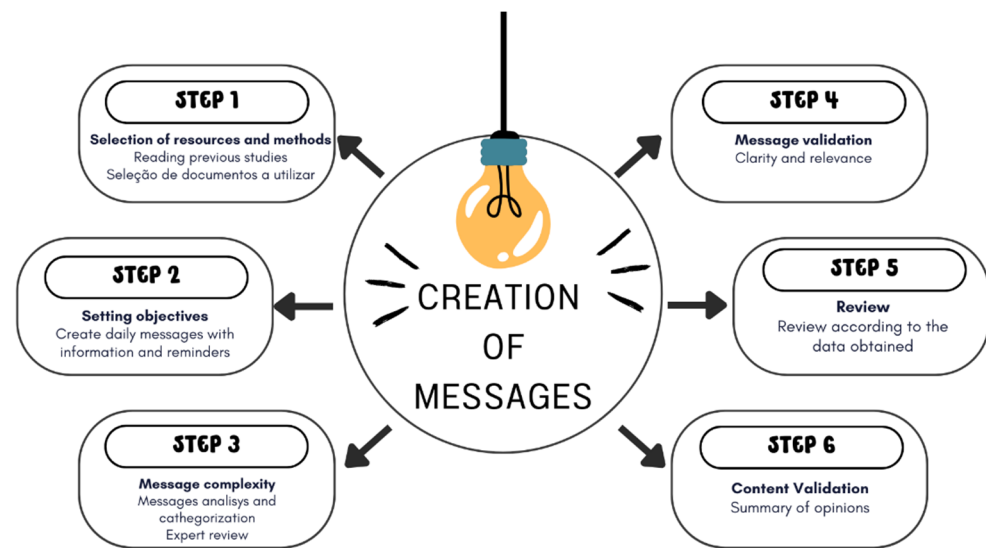 STEP 1
Selection of resources and methods
Reading previous studies
Seleção de documentos a utilizar
STEP 2
Setting objectives
Create daily messages with
information and reminders
STEP 3
Message complexity
Messages analisys and
cathegorization
Expert review
CREATION
OF
MESSAGES
STEP 4
Message validation
Clarity and relevance
STEP 5
Review
Review according to the
data obtained
STEP 6
Content Validation
Summary of opinions